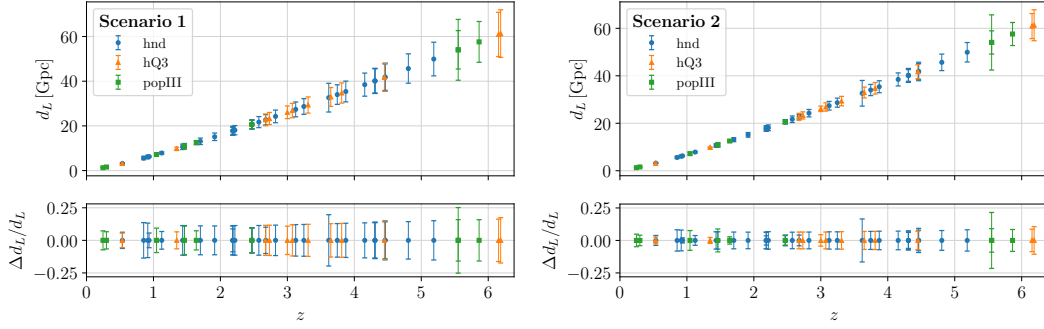 Scenario 1
hnd
hQ3
popIII
d_L [Gpc]
60
40
20
0
Δd_L/d_L
0.25
0.00
−0.25
0 1 2 3 4 5 6
z
Scenario 2
hnd
hQ3
popIII
d_L [Gpc]
60
40
20
0
Δd_L/d_L
0.25
0.00
−0.25
0 1 2 3 4 5 6
z